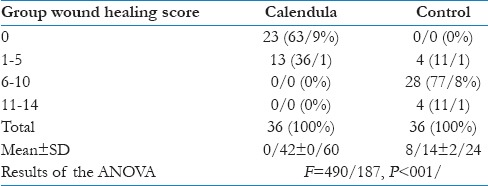 Group wound healing score Calendula Control
0 23 (63/9%) 0/0 (0%)
1-5 13 (36/1) 4 (11/1)
6-10 0/0 (0%) 28 (77/8%)
11-14 0/0 (0%) 4 (11/1)
Total 36 (100%) 36 (100%)
Mean±SD 0/42±0/60 8/14±2/24
Results of the ANOVA F=490/187, P<001/